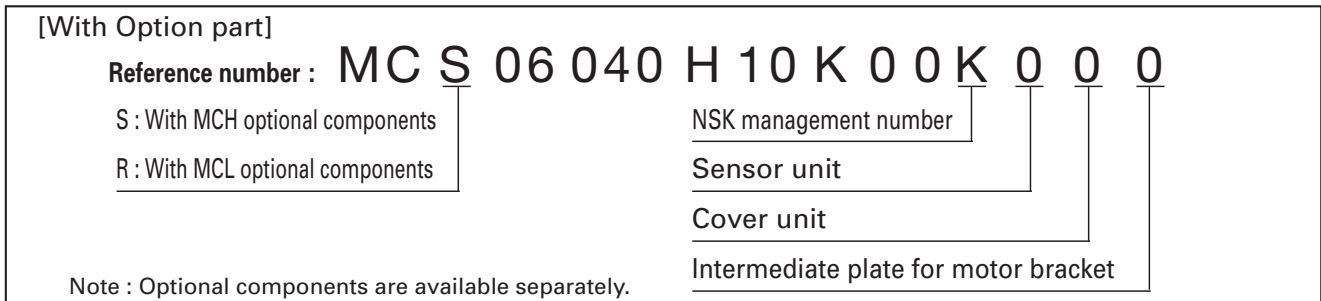 [With Option part]
Reference number : MC S 06 040 H 10 K 0 0 K 0 0 0
S : With MCH optional components
R : With MCL optional components
NSK management number
Sensor unit
Cover unit
Intermediate plate for motor bracket
Note : Optional components are available separately.